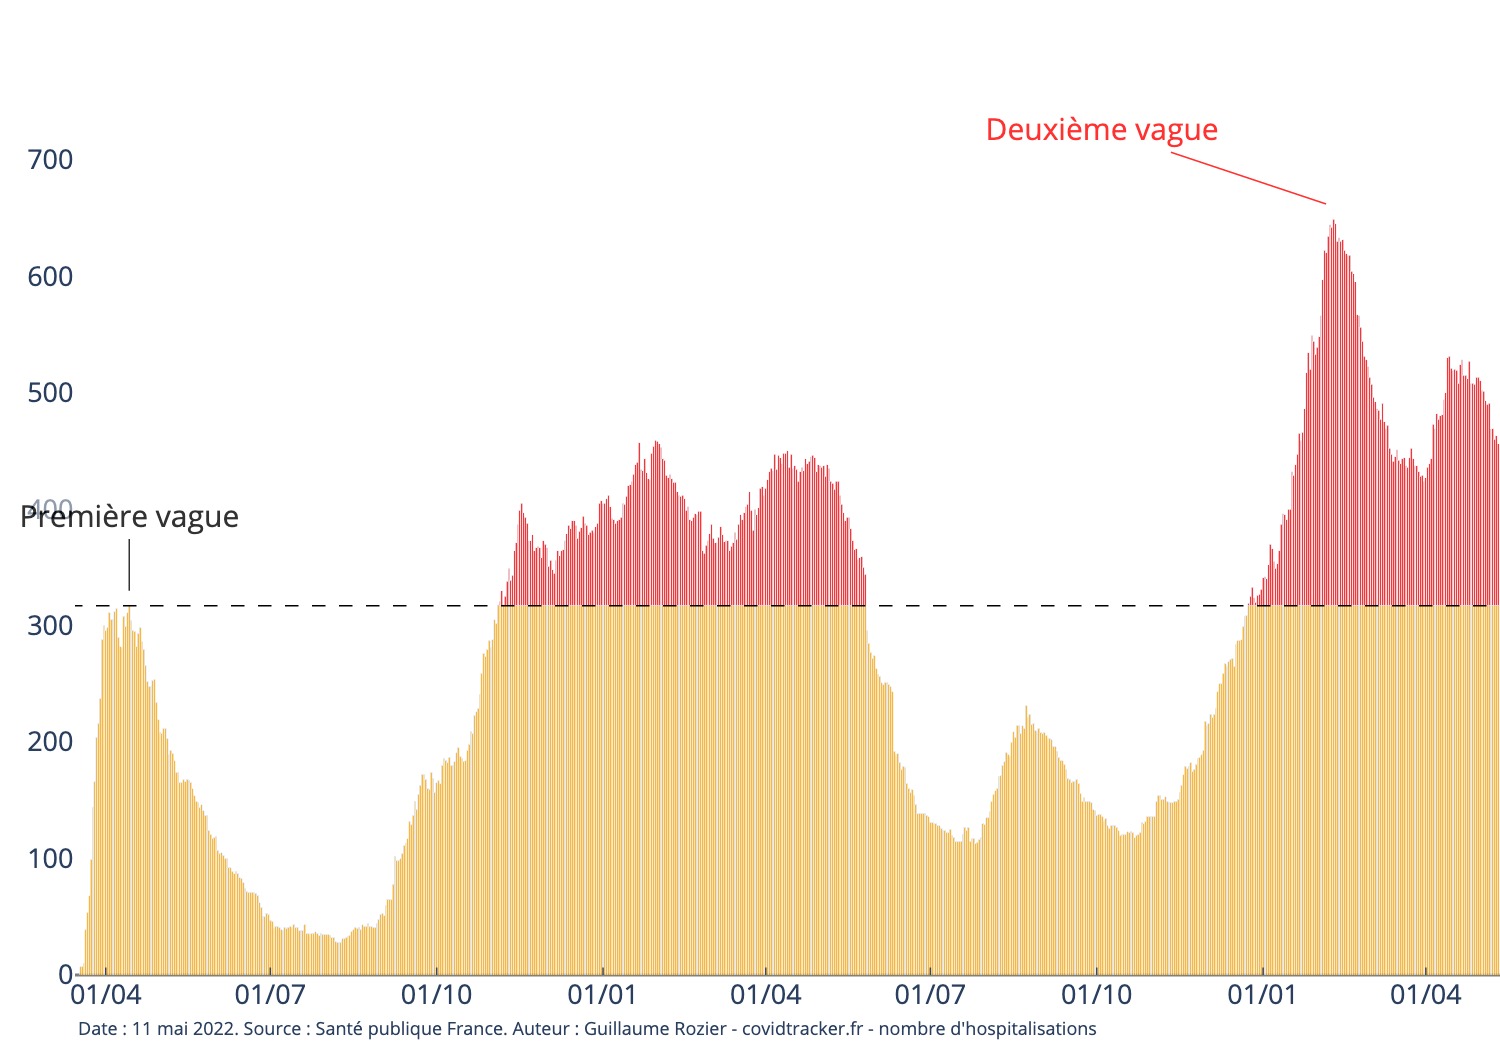 Deuxième vague
700
600
500
400
Première vague
300
200
100
0
01/04 01/07 01/10 01/01 01/04 01/07 01/10 01/01 01/04
Date : 11 mai 2022. Source : Santé publique France. Auteur : Guillaume Rozier - covidtracker.fr - nombre d'hospitalisations